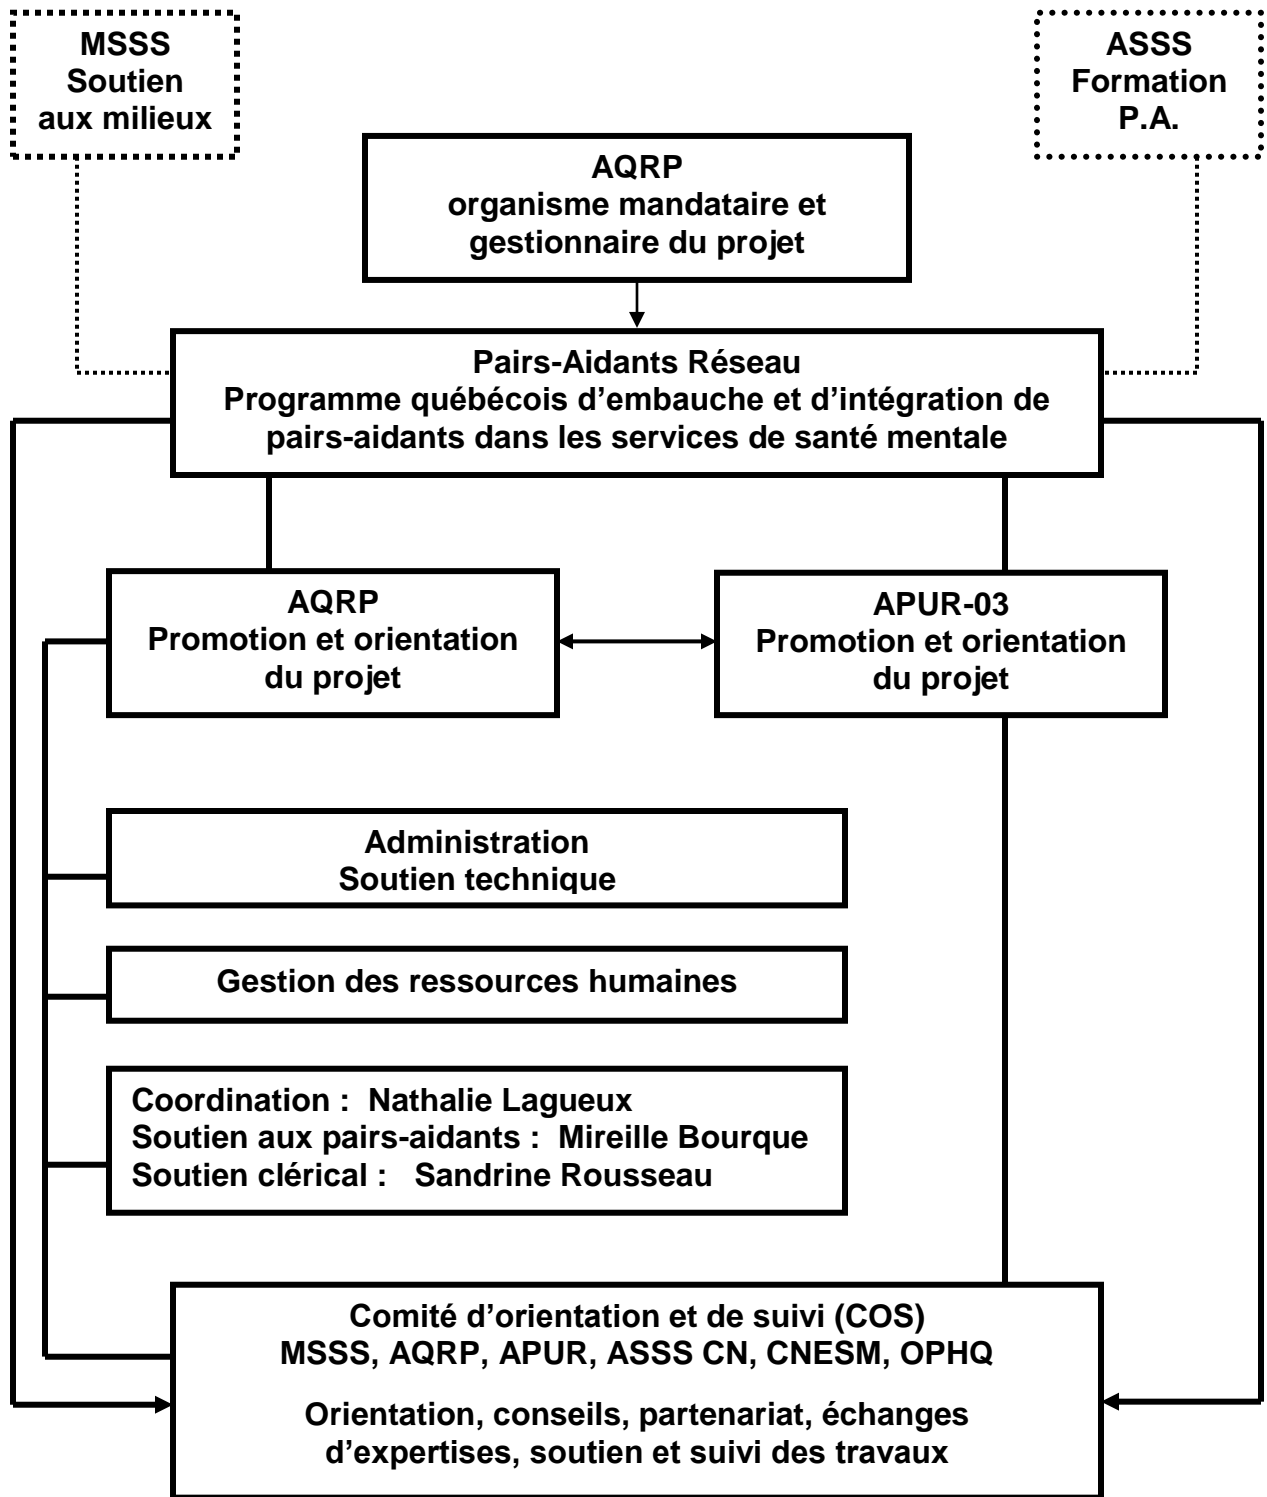 MSSS
Soutien
aux milieux
ASSS
Formation
P.A.
AQRP
organisme mandataire et
gestionnaire du projet
Pairs-Aidants Réseau
Programme québécois d’embauche et d’intégration de
pairs-aidants dans les services de santé mentale
AQRP
Promotion et orientation
du projet
APUR-03
Promotion et orientation
du projet
Administration
Soutien technique
Gestion des ressources humaines
Coordination : Nathalie Lagueux
Soutien aux pairs-aidants : Mireille Bourque
Soutien clérical : Sandrine Rousseau
Comité d’orientation et de suivi (COS)
MSSS, AQRP, APUR, ASSS CN, CNESM, OPHQ
Orientation, conseils, partenariat, échanges
d’expertises, soutien et suivi des travaux